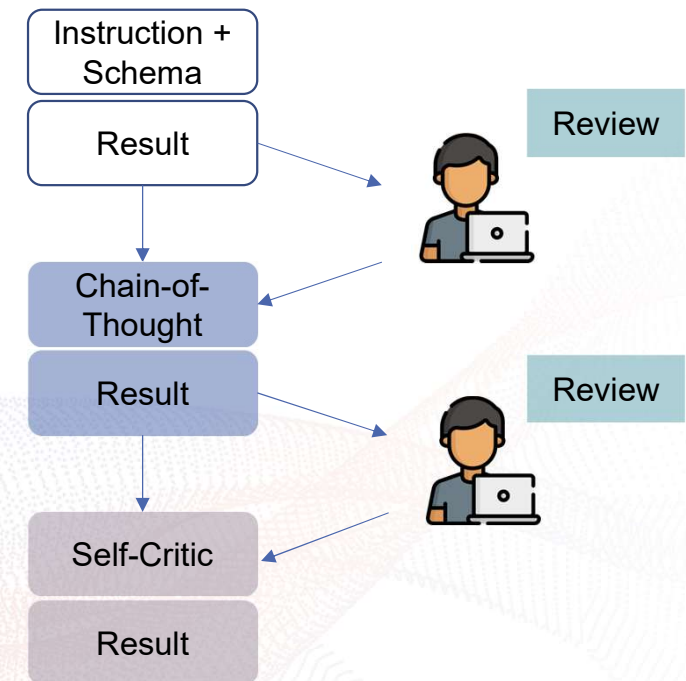 Instruction +
Schema
Result
Review
Chain-of-
Thought
Result
Review
Self-Critic
Result